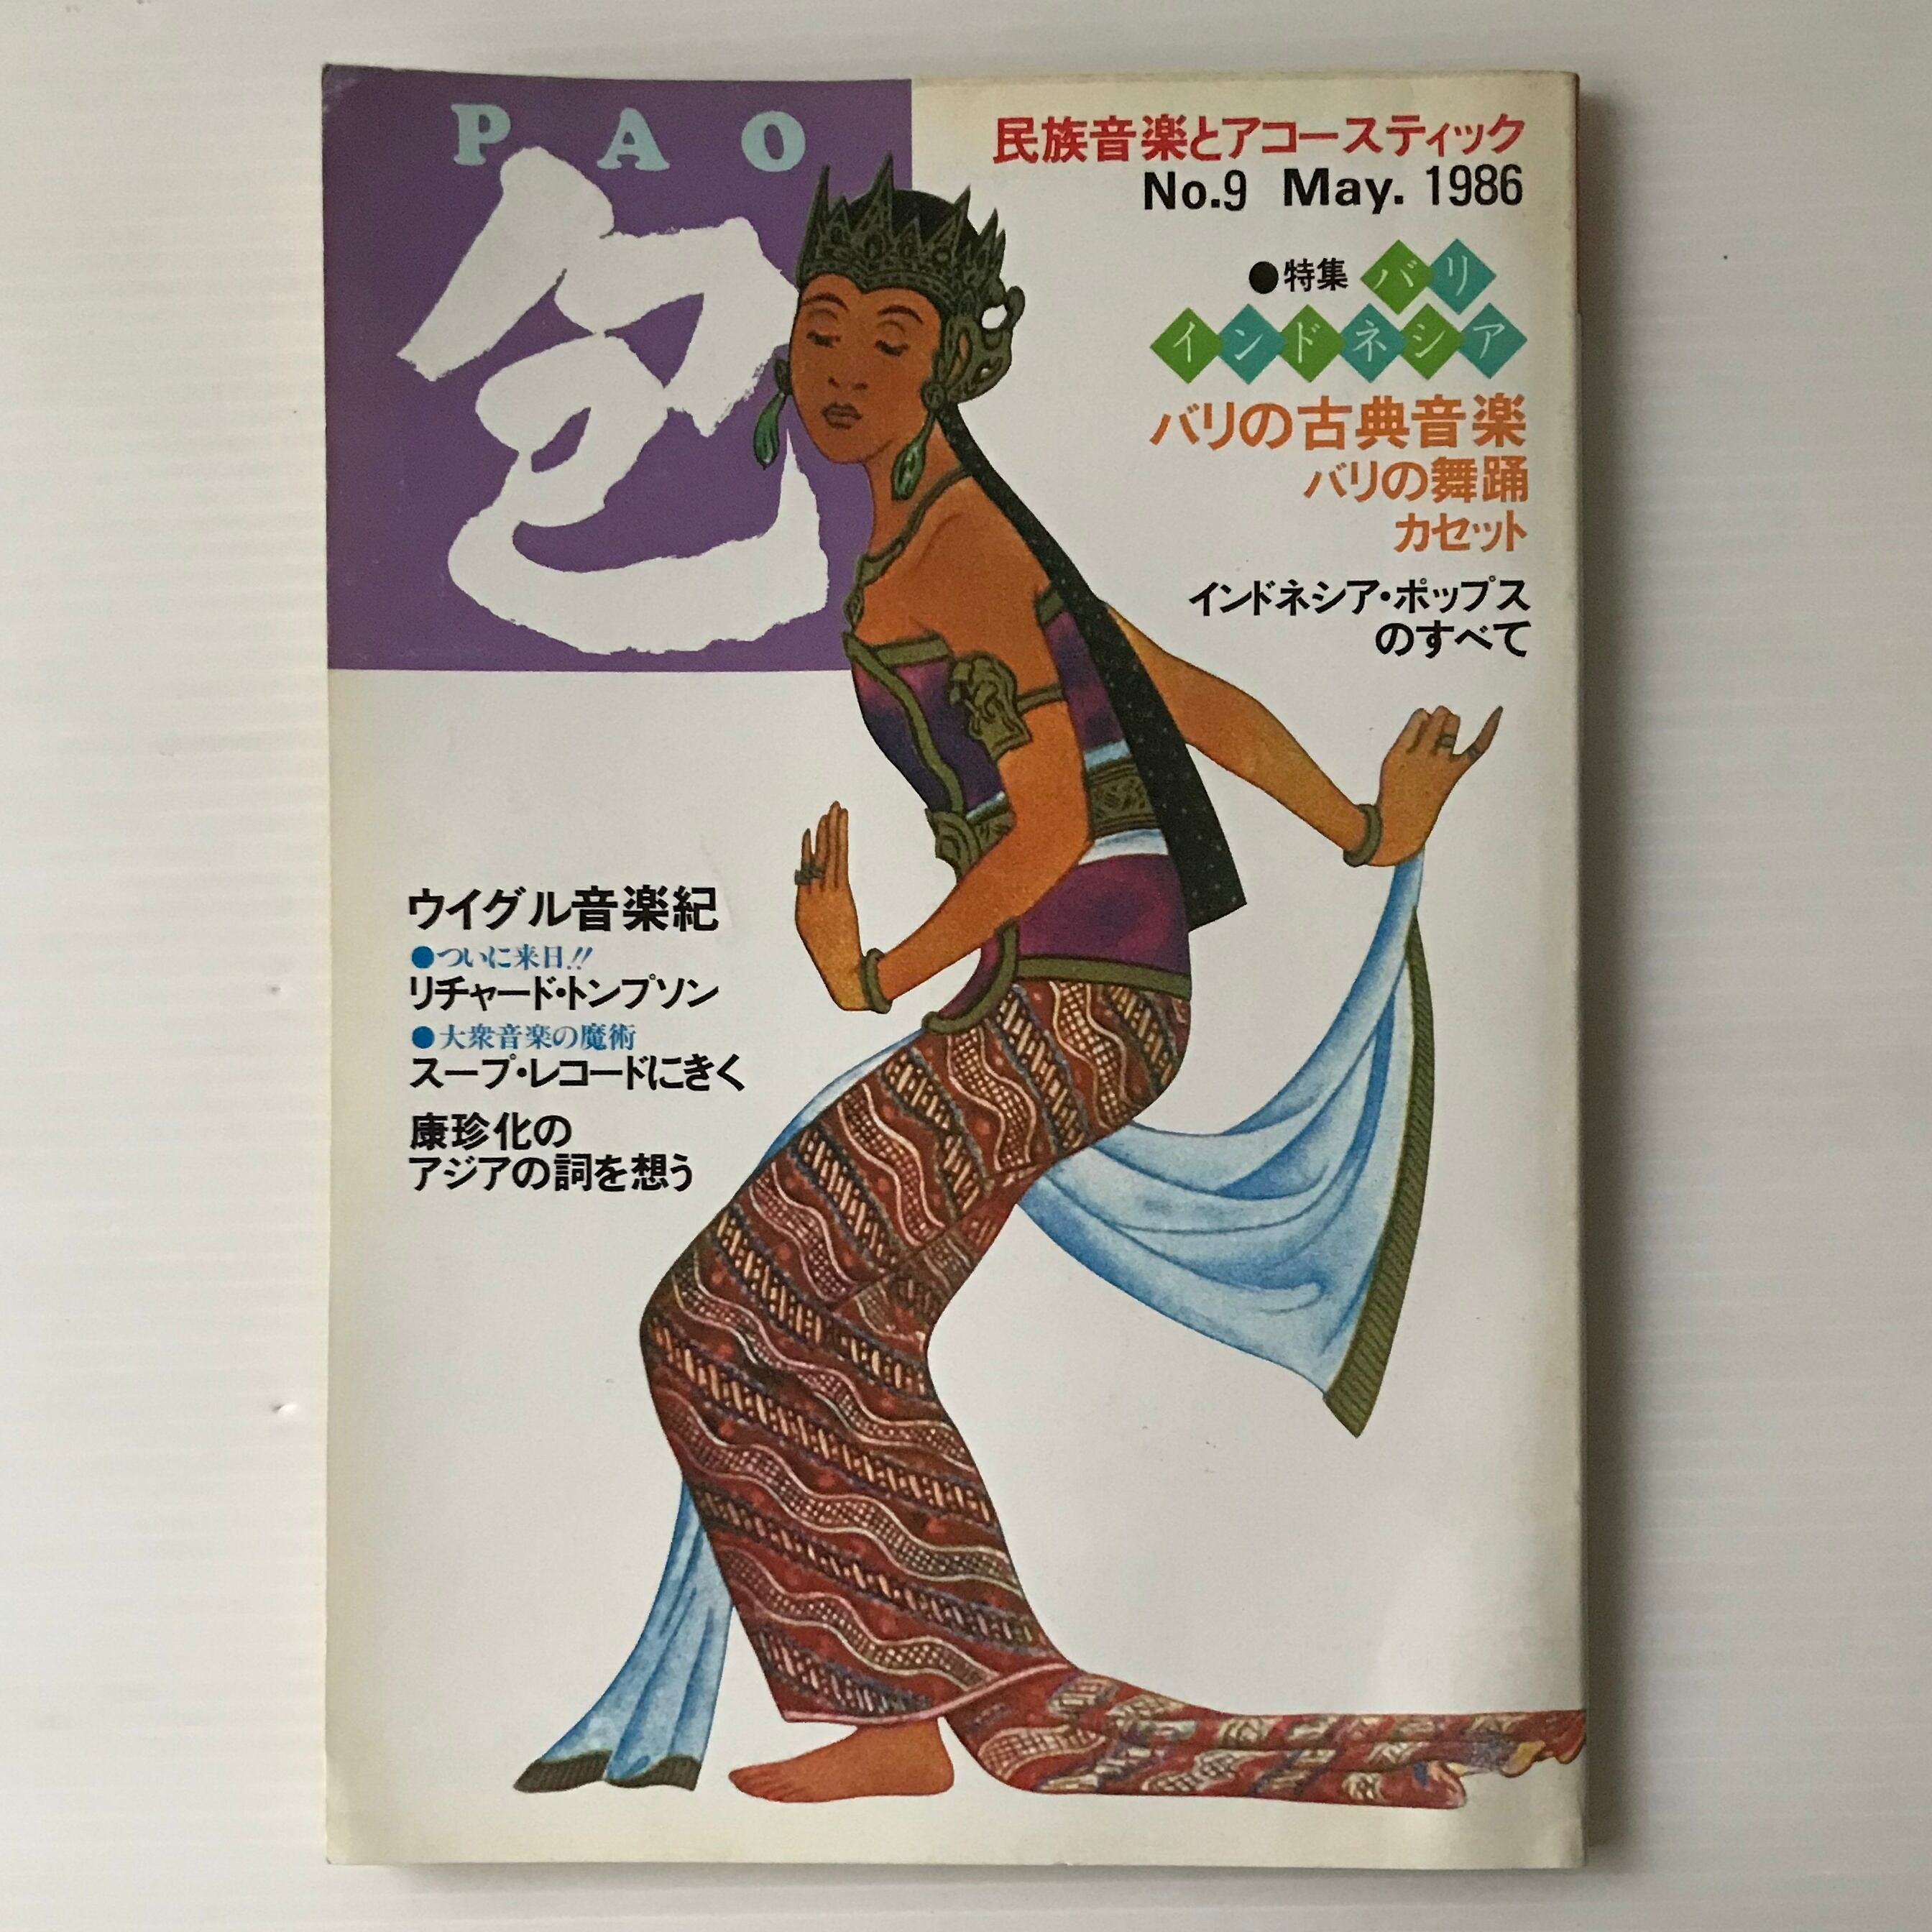 PAO
包
民族音楽とアコースティック
No.9 May. 1986
●特集 バリ
インドネシア
バリの古典音楽
バリの舞踊
カセット
インドネシア・ポップス
のすべて
ウイグル音楽紀
●ついに来日!!
リチャード・トンプソン
●大衆音楽の魔術
スープ・レコードにきく
康珍化の
アジアの詞を想う